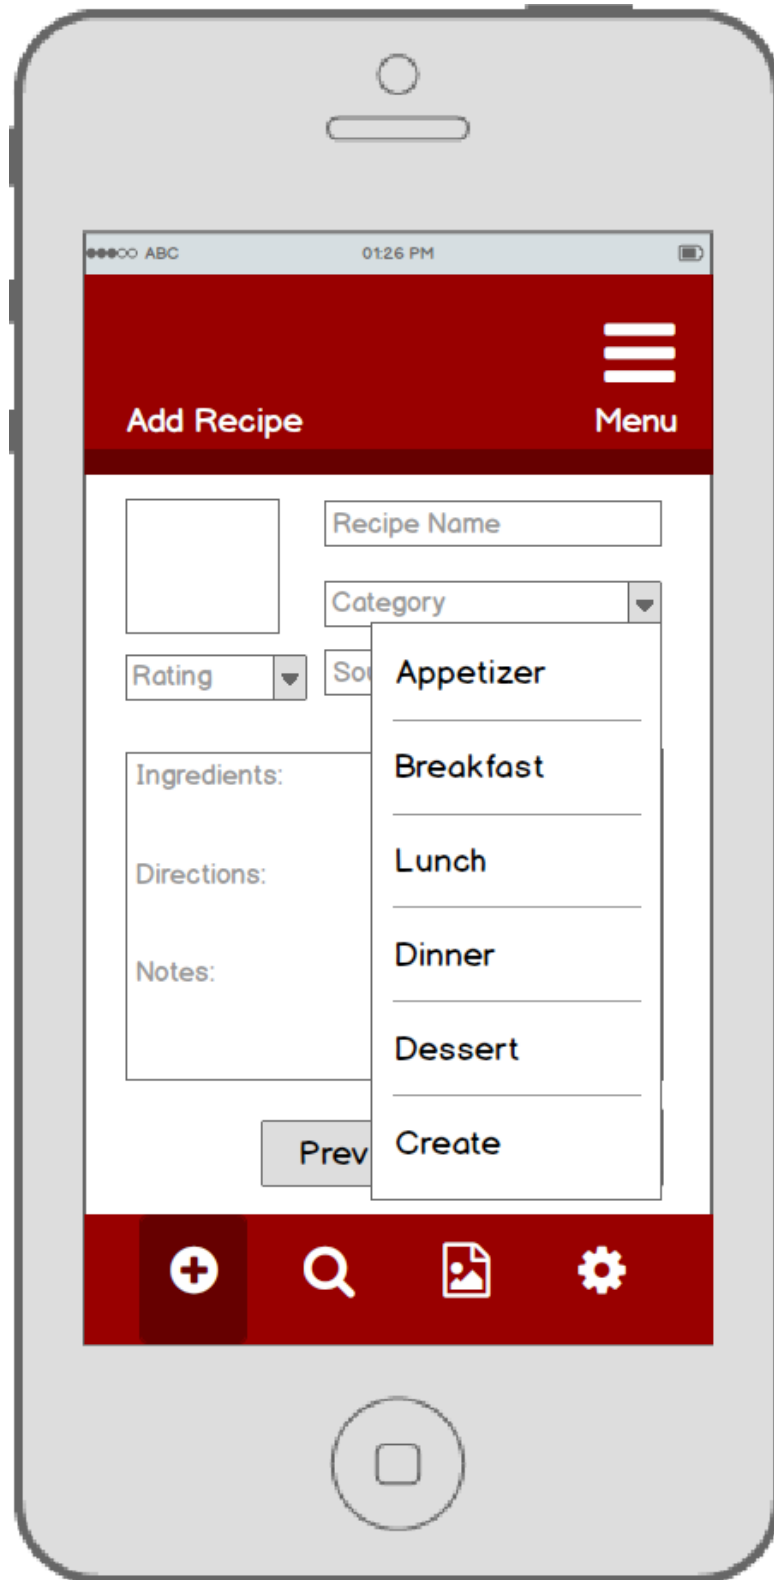 ABC 01:26 PM
Add Recipe Menu
Recipe Name
Category
Rating Sou
Appetizer
Breakfast
Lunch
Dinner
Dessert
Create
Ingredients:
Directions:
Notes:
Prev